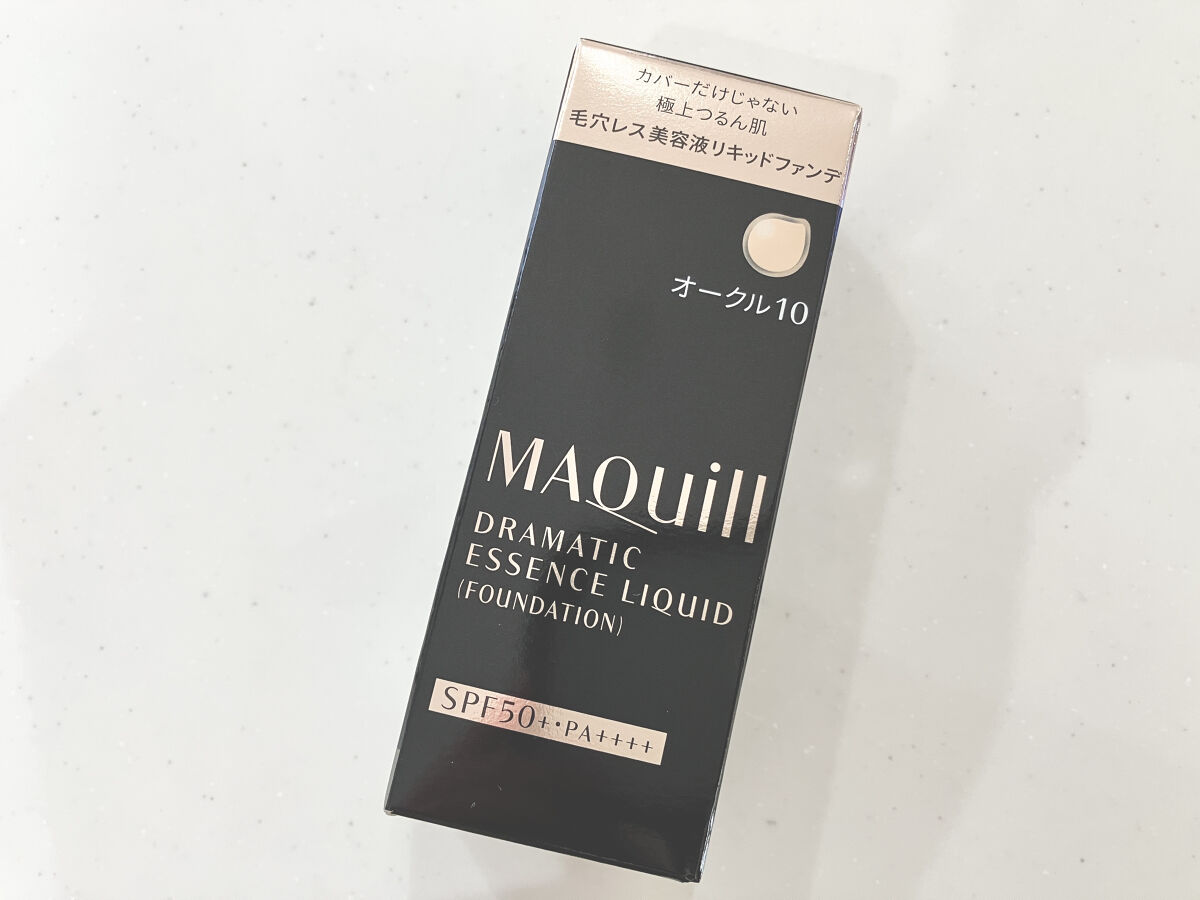 カバーだけじゃない
極上つるん肌
毛穴レス美容液リキッドファンデ
オークル10
MAQuill
DRAMATIC
ESSENCE LIQUID
(FOUNDATION)
SPF50+･PA++++